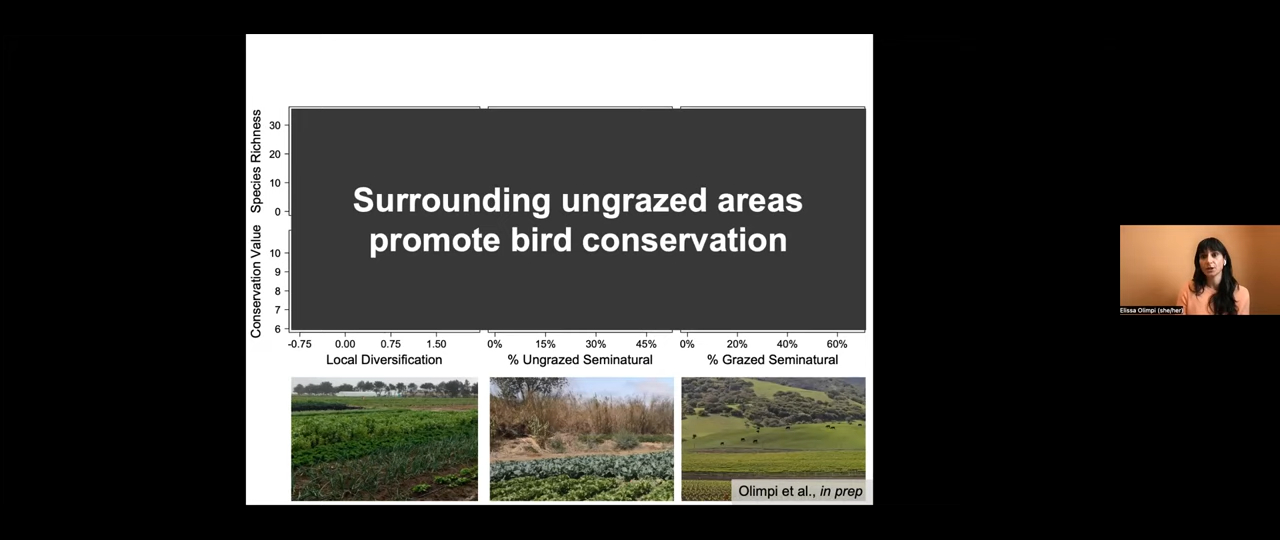 Surrounding ungrazed areas
promote bird conservation
Species Richness
30
20
10
0
Conservation Value
10
9
8
7
6
-0.75 0.00 0.75 1.50
0% 15% 30% 45%
0% 20% 40% 60%
Local Diversification
% Ungrazed Seminatural
% Grazed Seminatural
Olimpi et al., in prep
Elissa Olimpi (she/her)